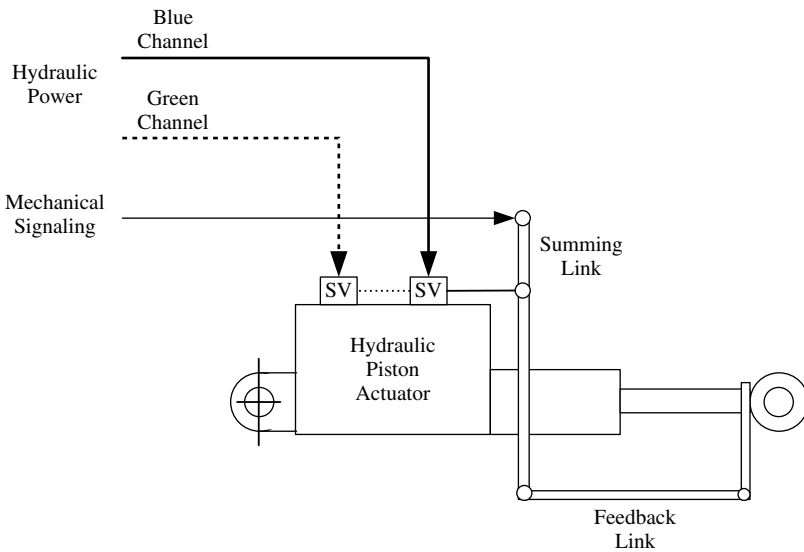 Blue
Channel
Hydraulic
Power
Green
Channel
Mechanical
Signaling
Summing
Link
SV
SV
Hydraulic
Piston
Actuator
Feedback
Link